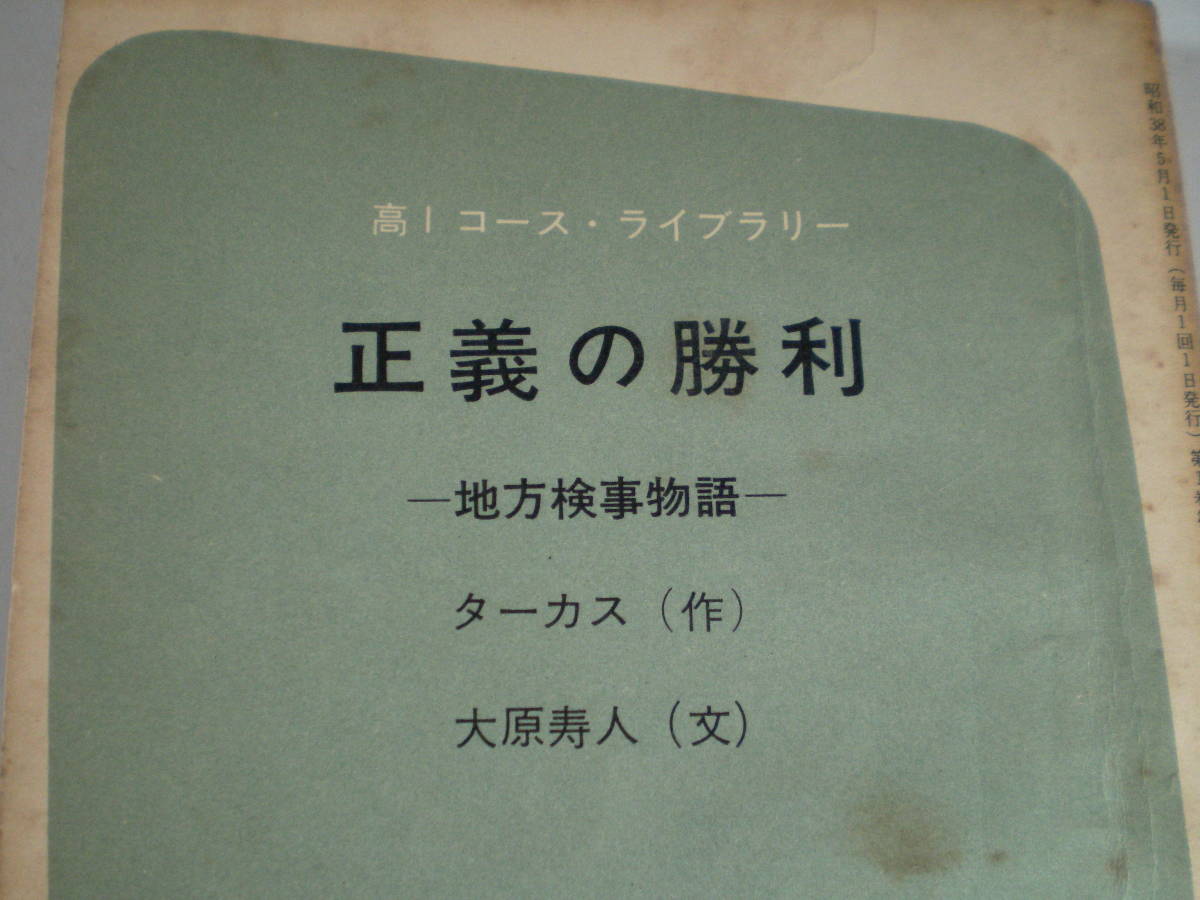 高Iコース・ライブラリー
正義の勝利
―地方検事物語―
ターカス（作）
大原寿人（文）
昭和38年5月1日発行（毎月1回1日発行）第1